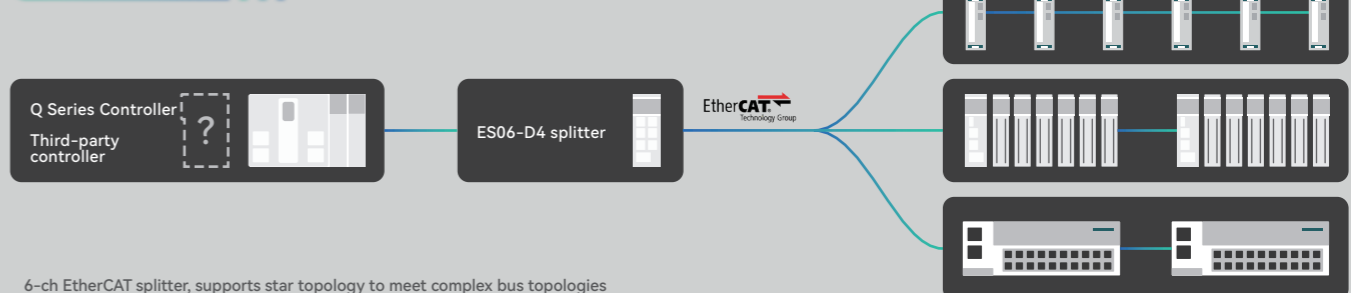 Q Series Controller
?
Third-party
controller
ES06-D4 splitter
EtherCAT.
Technology Group
6-ch EtherCAT splitter, supports star topology to meet complex bus topologies